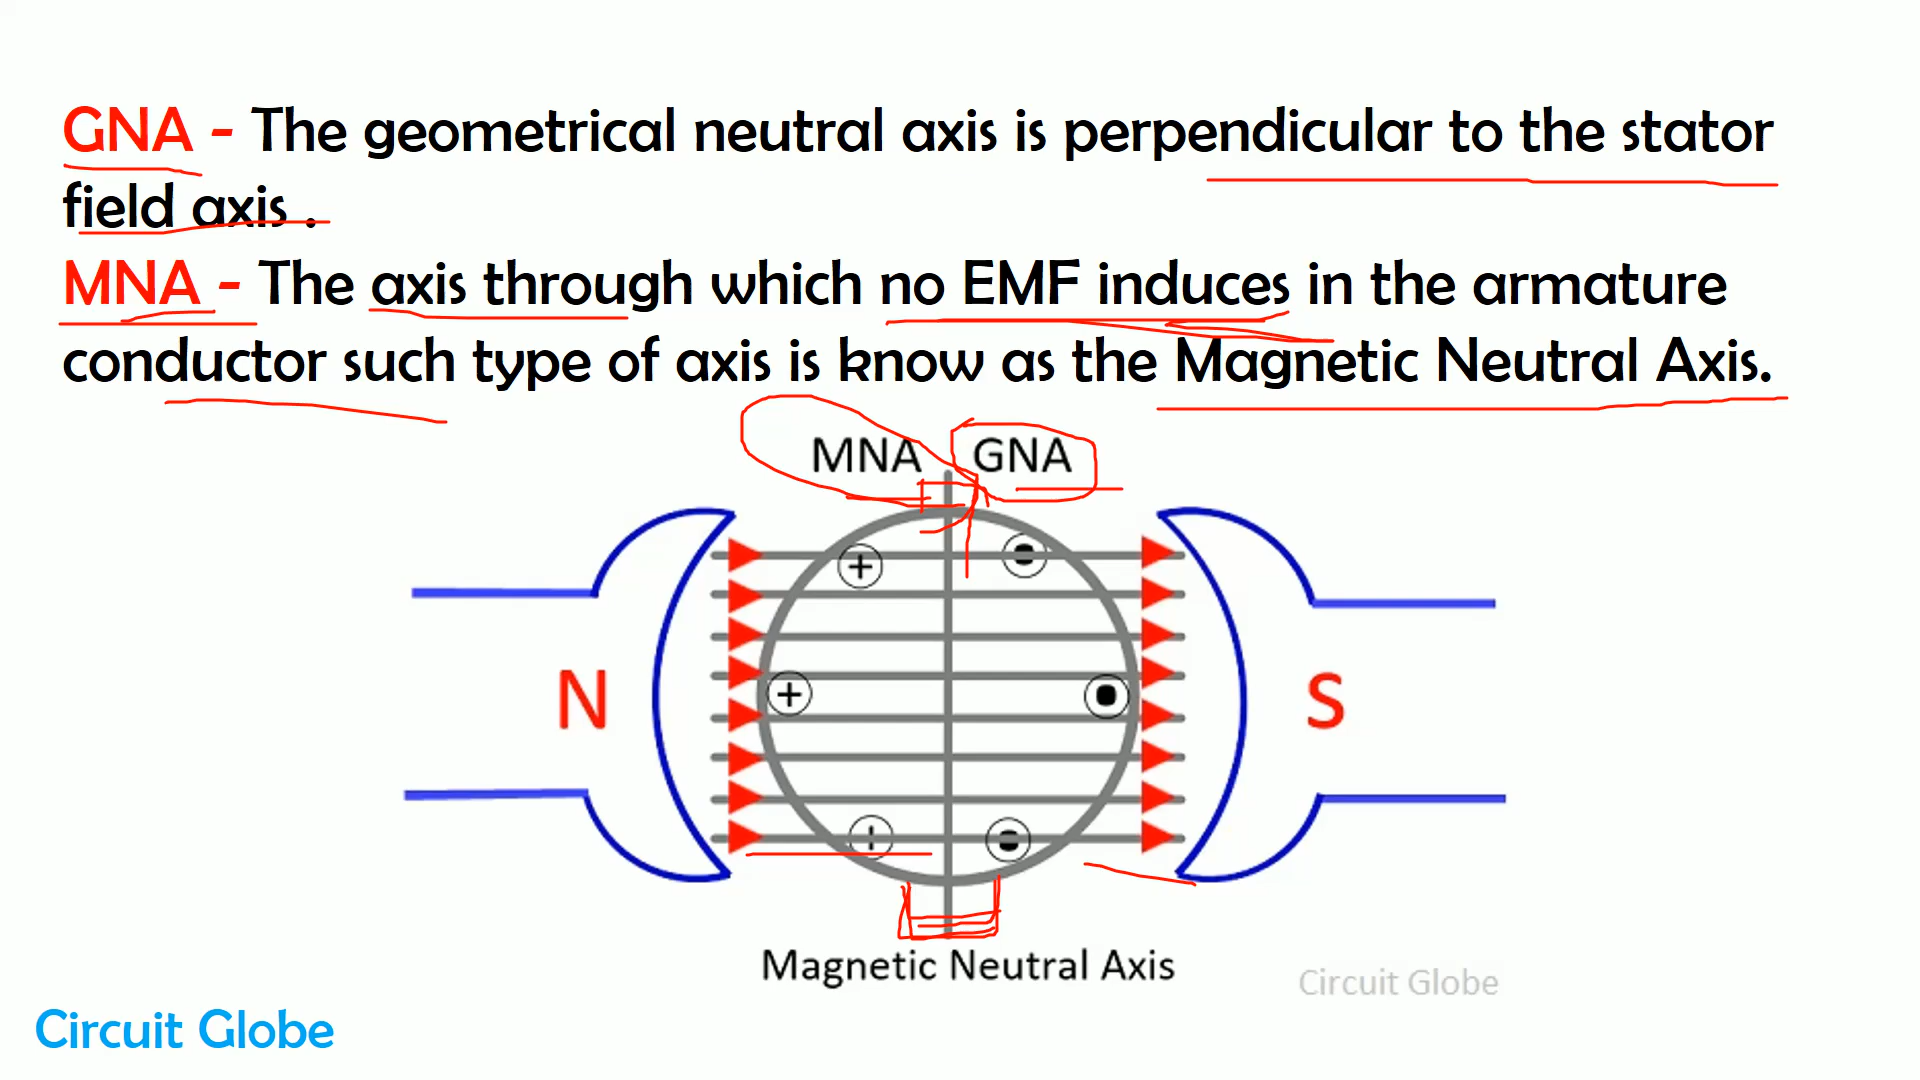 GNA - The geometrical neutral axis is perpendicular to the stator
field axis .
MNA - The axis through which no EMF induces in the armature
conductor such type of axis is know as the Magnetic Neutral Axis.
MNA GNA
N S
Magnetic Neutral Axis
Circuit Globe
Circuit Globe